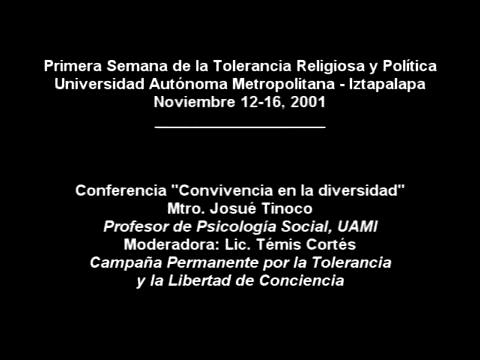 Primera Semana de la Tolerancia Religiosa y Política
Universidad Autónoma Metropolitana - Iztapalapa
Noviembre 12-16, 2001
Conferencia "Convivencia en la diversidad"
Mtro. Josué Tinoco
Profesor de Psicología Social, UAMI
Moderadora: Lic. Témis Cortés
Campaña Permanente por la Tolerancia
y la Libertad de Conciencia